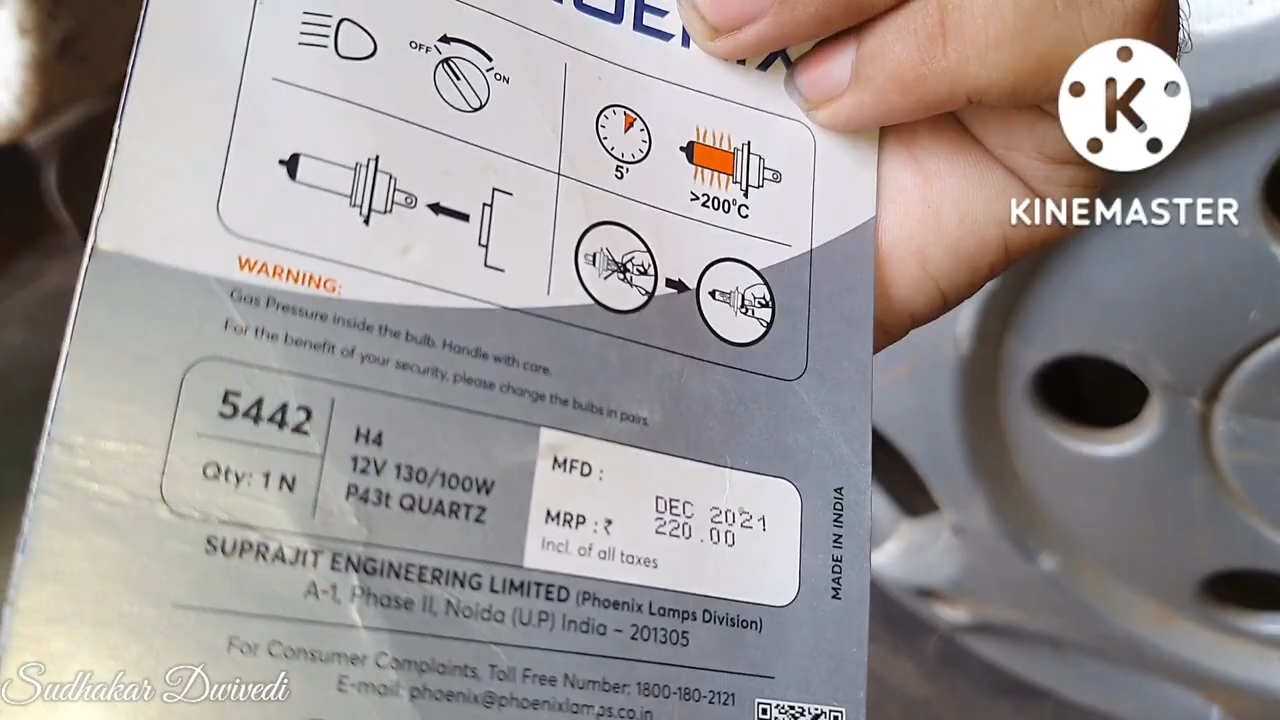 OFF
ON
5'
>200°C
KINEMASTER
WARNING:
Gas Pressure inside the bulb. Handle with care.
For the benefit of your security, please change the bulbs in pairs.
5442
Qty: 1 N
H4
12V 130/100W
P43t QUARTZ
MFD :
DEC 2021
MRP : ₹ 220.00
Incl. of all taxes
MADE IN INDIA
SUPRAJIT ENGINEERING LIMITED (Phoenix Lamps Division)
A-1, Phase II, Noida (U.P) India – 201305
For Consumer Complaints, Toll Free Number: 1800-180-2121
E-mail: phoenix@phoenixlamps.co.in
Sudhakar Dwivedi